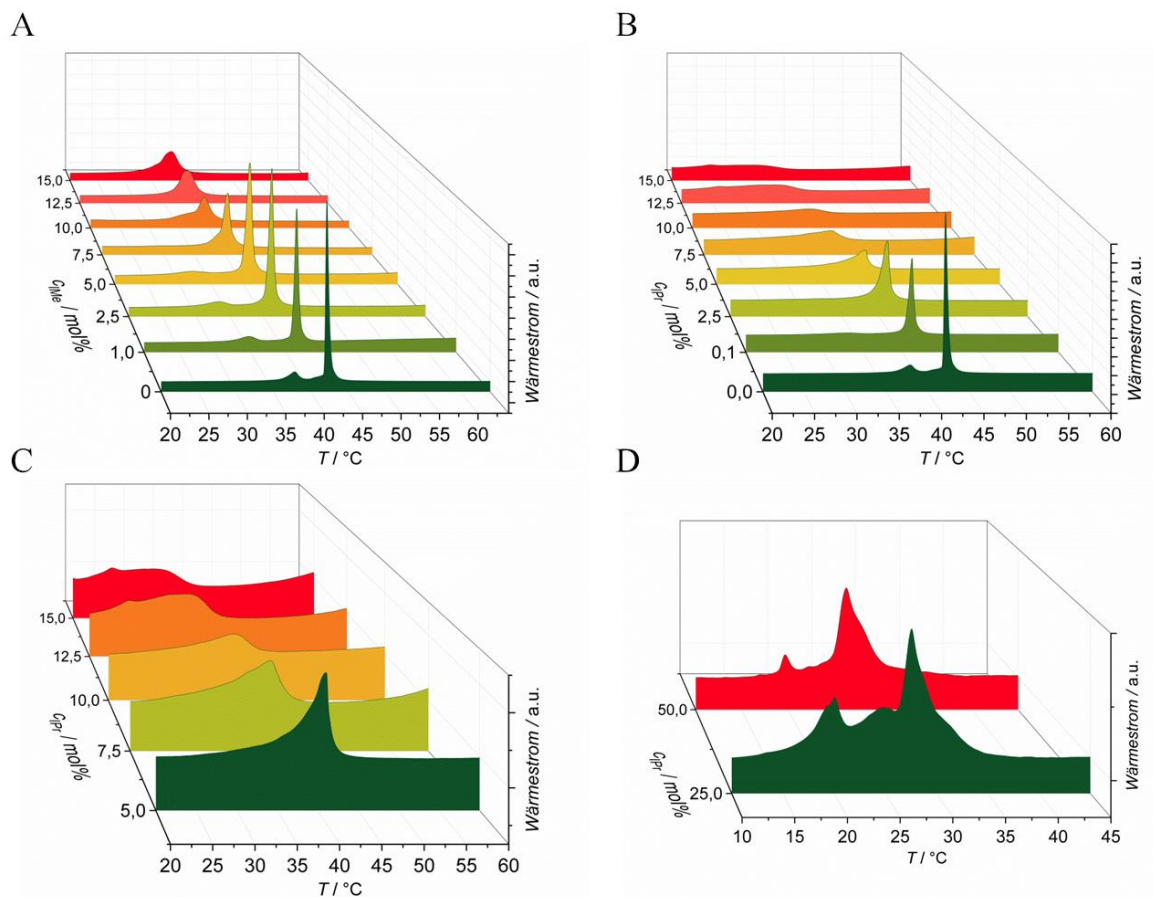 A
15,0
12,5
10,0
7,5
5,0
2,5
1,0
0
cMe / mol%
20 25 30 35 40 45 50 55 60
T / °C
Wärmestrom / a.u.
B
15,0
12,5
10,0
7,5
5,0
2,5
0,1
0,0
ciPr / mol%
20 25 30 35 40 45 50 55 60
T / °C
Wärmestrom / a.u.
C
15,0
12,5
10,0
7,5
5,0
ciPr / mol%
20 25 30 35 40 45 50 55 60
T / °C
Wärmestrom / a.u.
D
50,0
25,0
ciPr / mol%
10 15 20 25 30 35 40 45
T / °C
Wärmestrom / a.u.